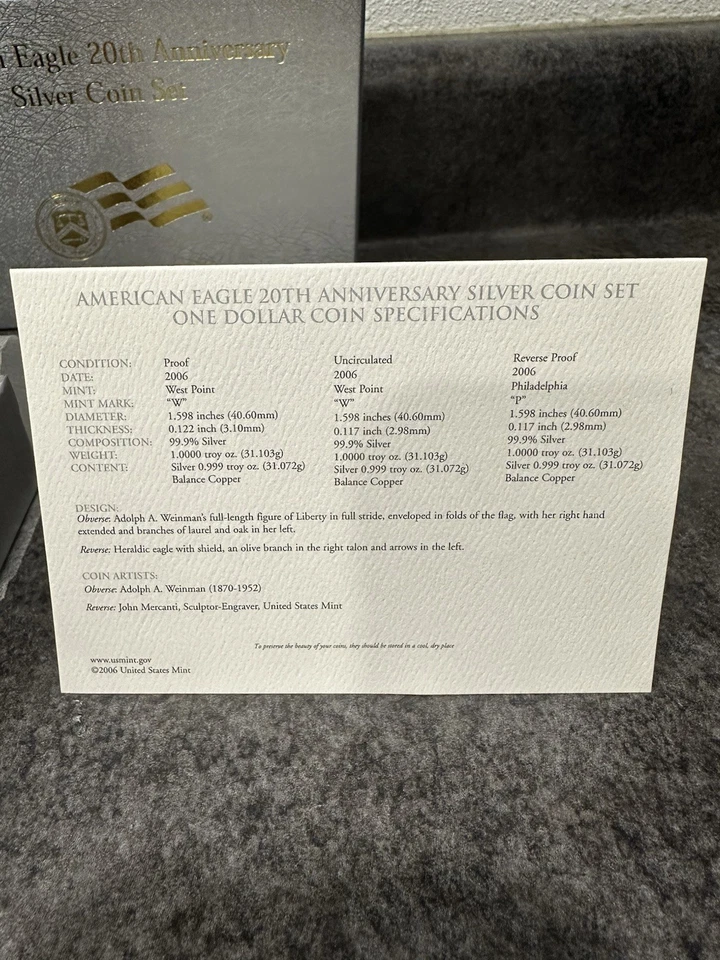 Eagle 20th Anniversary
Silver Coin Set
AMERICAN EAGLE 20TH ANNIVERSARY SILVER COIN SET
ONE DOLLAR COIN SPECIFICATIONS
CONDITION: Proof Uncirculated Reverse Proof
DATE: 2006 2006 2006
MINT: West Point West Point Philadelphia
MINT MARK: "W" "W" "P"
DIAMETER: 1.598 inches (40.60mm) 1.598 inches (40.60mm) 1.598 inches (40.60mm)
THICKNESS: 0.122 inch (3.10mm) 0.117 inch (2.98mm) 0.117 inch (2.98mm)
COMPOSITION: 99.9% Silver 99.9% Silver 99.9% Silver
WEIGHT: 1.0000 troy oz. (31.103g) 1.0000 troy oz. (31.103g) 1.0000 troy oz. (31.103g)
CONTENT: Silver 0.999 troy oz. (31.072g) Silver 0.999 troy oz. (31.072g) Silver 0.999 troy oz. (31.072g)
Balance Copper Balance Copper Balance Copper
DESIGN:
Obverse: Adolph A. Weinman's full-length figure of Liberty in full stride, enveloped in folds of the flag, with her right hand
extended and branches of laurel and oak in her left.
Reverse: Heraldic eagle with shield, an olive branch in the right talon and arrows in the left.
COIN ARTISTS:
Obverse: Adolph A. Weinman (1870-1952)
Reverse: John Mercanti, Sculptor-Engraver, United States Mint
To preserve the beauty of your coins, they should be stored in a cool, dry place
www.usmint.gov
©2006 United States Mint